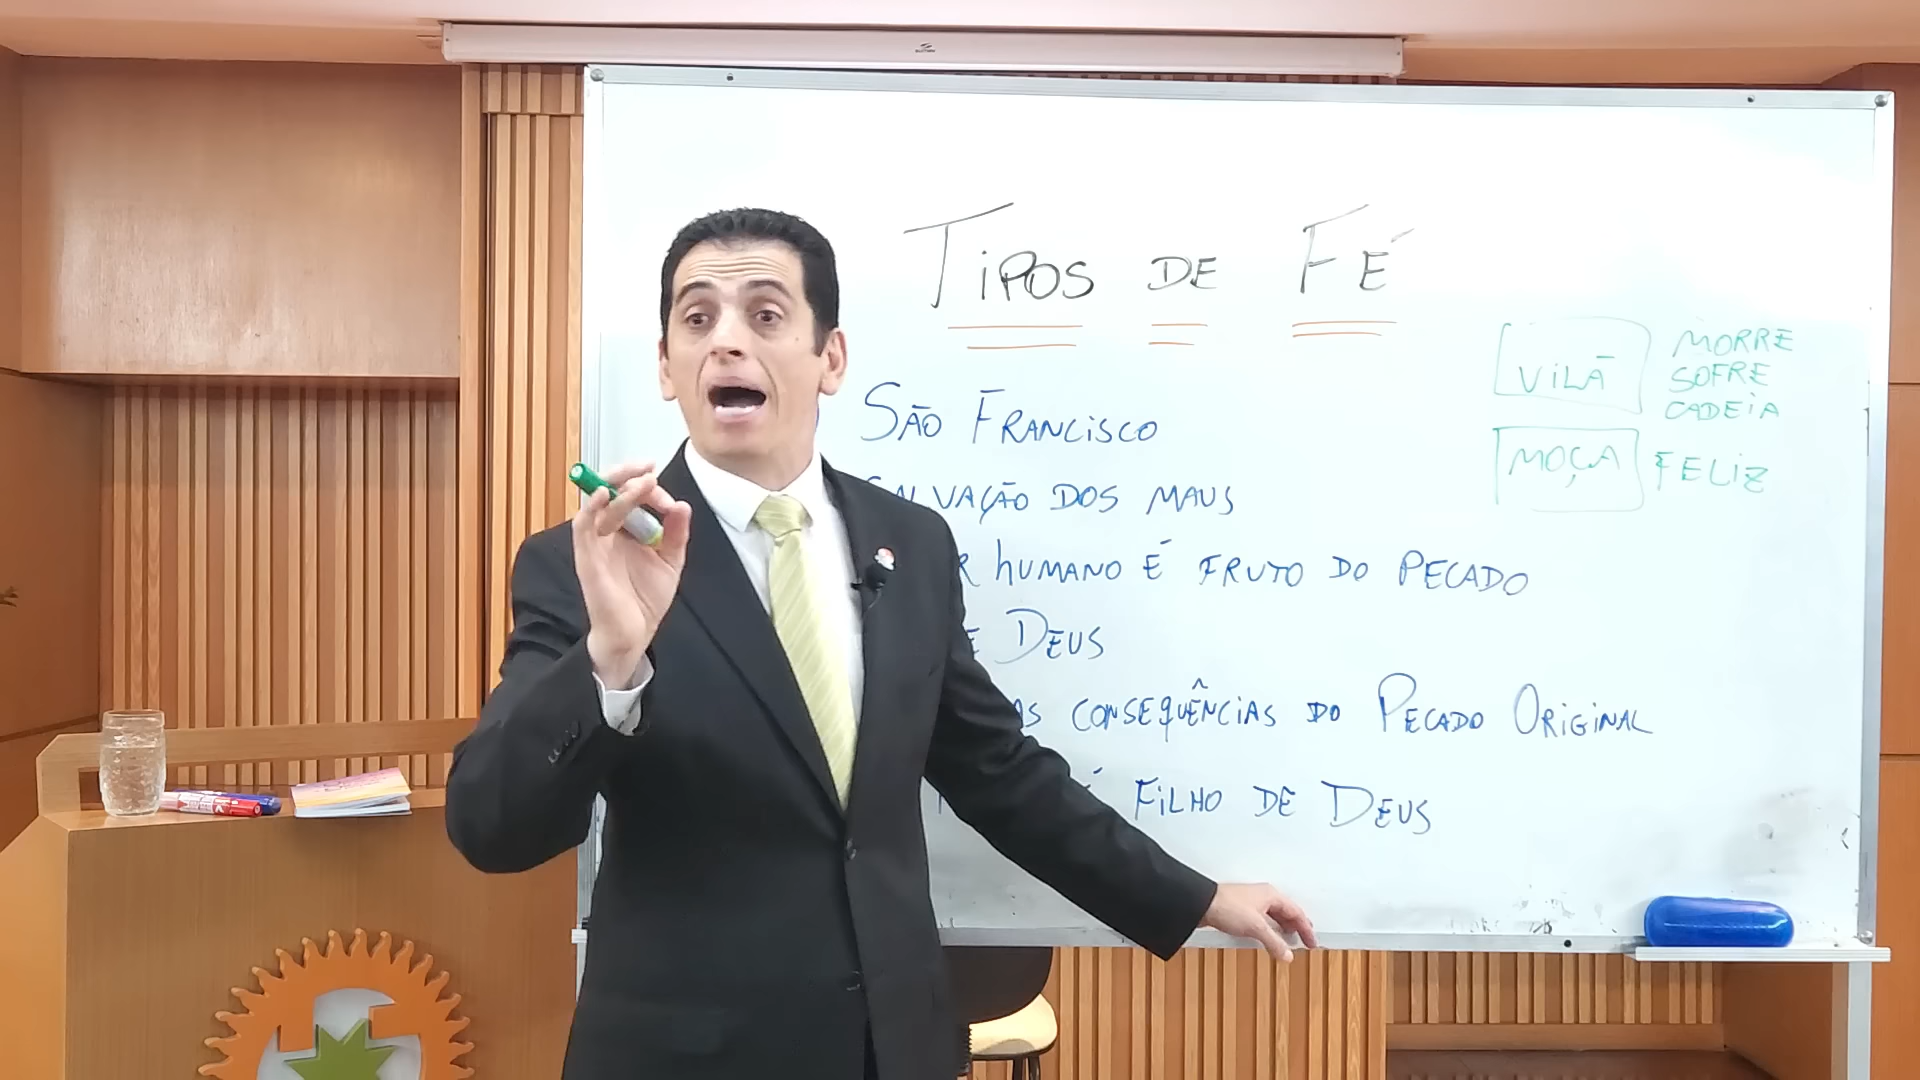 TIPOS DE FÉ
SÃO FRANCISCO
VAÇÃO DOS MAUS
HUMANO É FRUTO DO PECADO
DEUS
AS CONSEQUÊNCIAS DO PECADO ORIGINAL
FILHO DE DEUS
VILÃ
MORRE
SOFRE
CADEIA
MOÇA
FELIZ